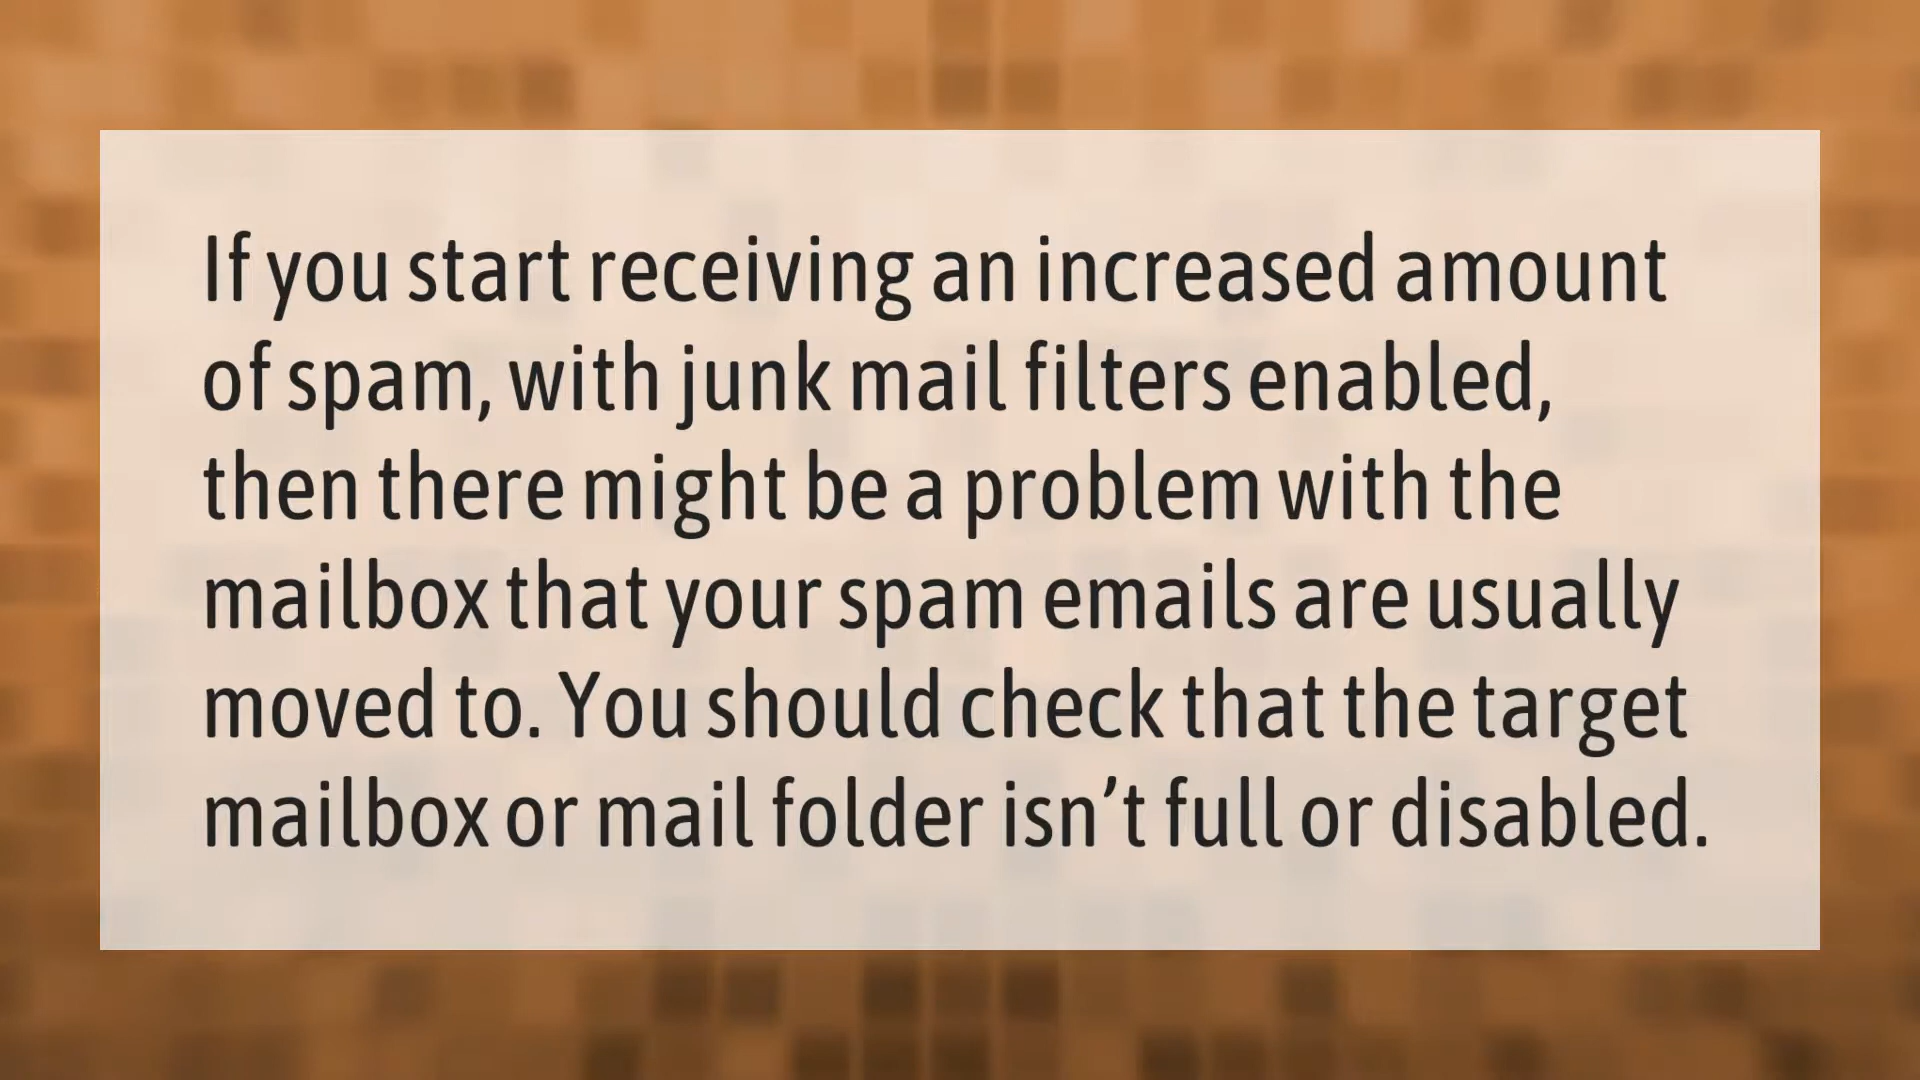 If you start receiving an increased amount
of spam, with junk mail filters enabled,
then there might be a problem with the
mailbox that your spam emails are usually
moved to. You should check that the target
mailbox or mail folder isn’t full or disabled.